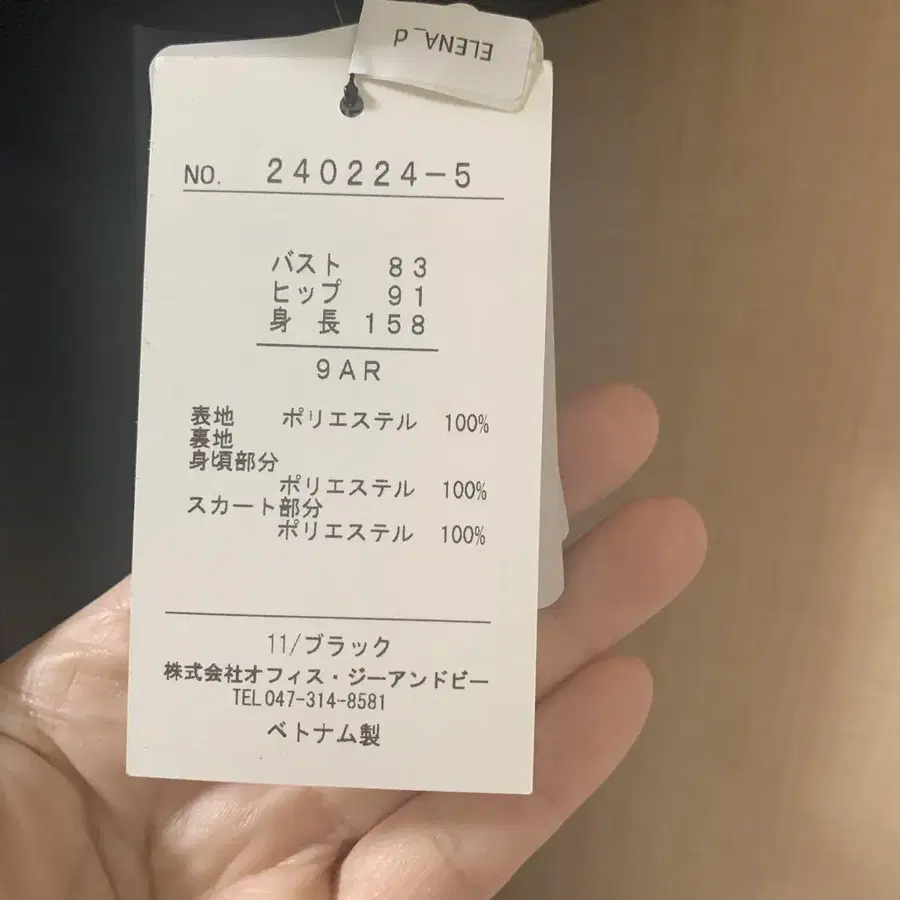 ELENA_d
NO. 240224-5
バスト 83
ヒップ 91
身 長 158
9AR
表地 ポリエステル 100%
裏地
身頃部分
ポリエステル 100%
スカート部分
ポリエステル 100%
11/ブラック
株式会社オフィス・ジーアンドビー
TEL047-314-8581
ベトナム製